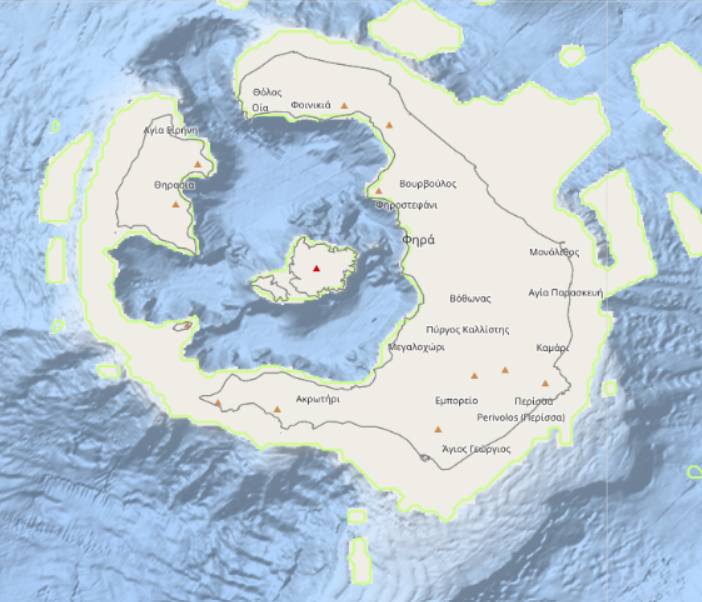 Θόλος
Οία
Φοινικιά
Αγία Ειρήνη
Θηρασία
Βουρβούλος
Φηροστεφάνι
Φηρά
Μονόλιθος
Αγία Παρασκευή
Βόθωνας
Πύργος Καλλίστης
Μεγαλοχώρι
Καμάρι
Ακρωτήρι
Εμπορείο
Περίσσα
Perivolos (Περίσσα)
Άγιος Γεώργιος